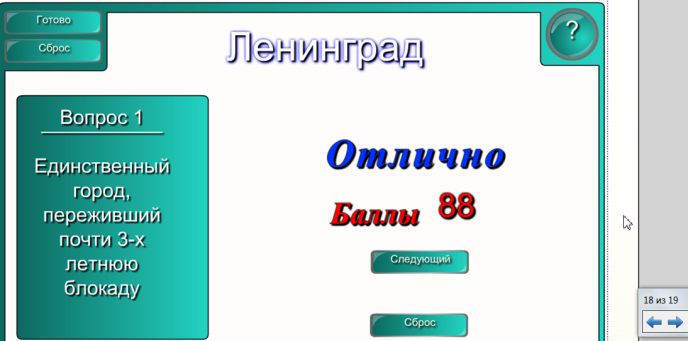 Готово
Сброс
Ленинград
?
Вопрос 1
Единственный
город,
переживший
почти 3-х
летнюю
блокаду
Отлично
Баллы 88
Следующий
Сброс
18 из 19